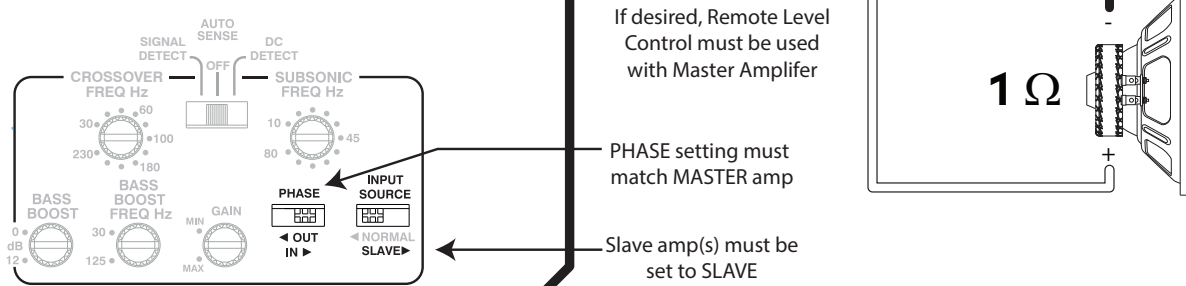 If desired, Remote Level
Control must be used
with Master Amplifer
AUTO
SENSE
SIGNAL
DETECT
OFF
DC
DETECT
CROSSOVER
FREQ Hz
60
30
100
230
180
SUBSONIC
FREQ Hz
10
45
80
BASS
BOOST
0
dB
12
BASS
BOOST
FREQ Hz
30
125
GAIN
MIN
MAX
PHASE
◄ OUT
IN ►
INPUT
SOURCE
◄ NORMAL
SLAVE►
PHASE setting must
match MASTER amp
Slave amp(s) must be
set to SLAVE
-
1 Ω
+